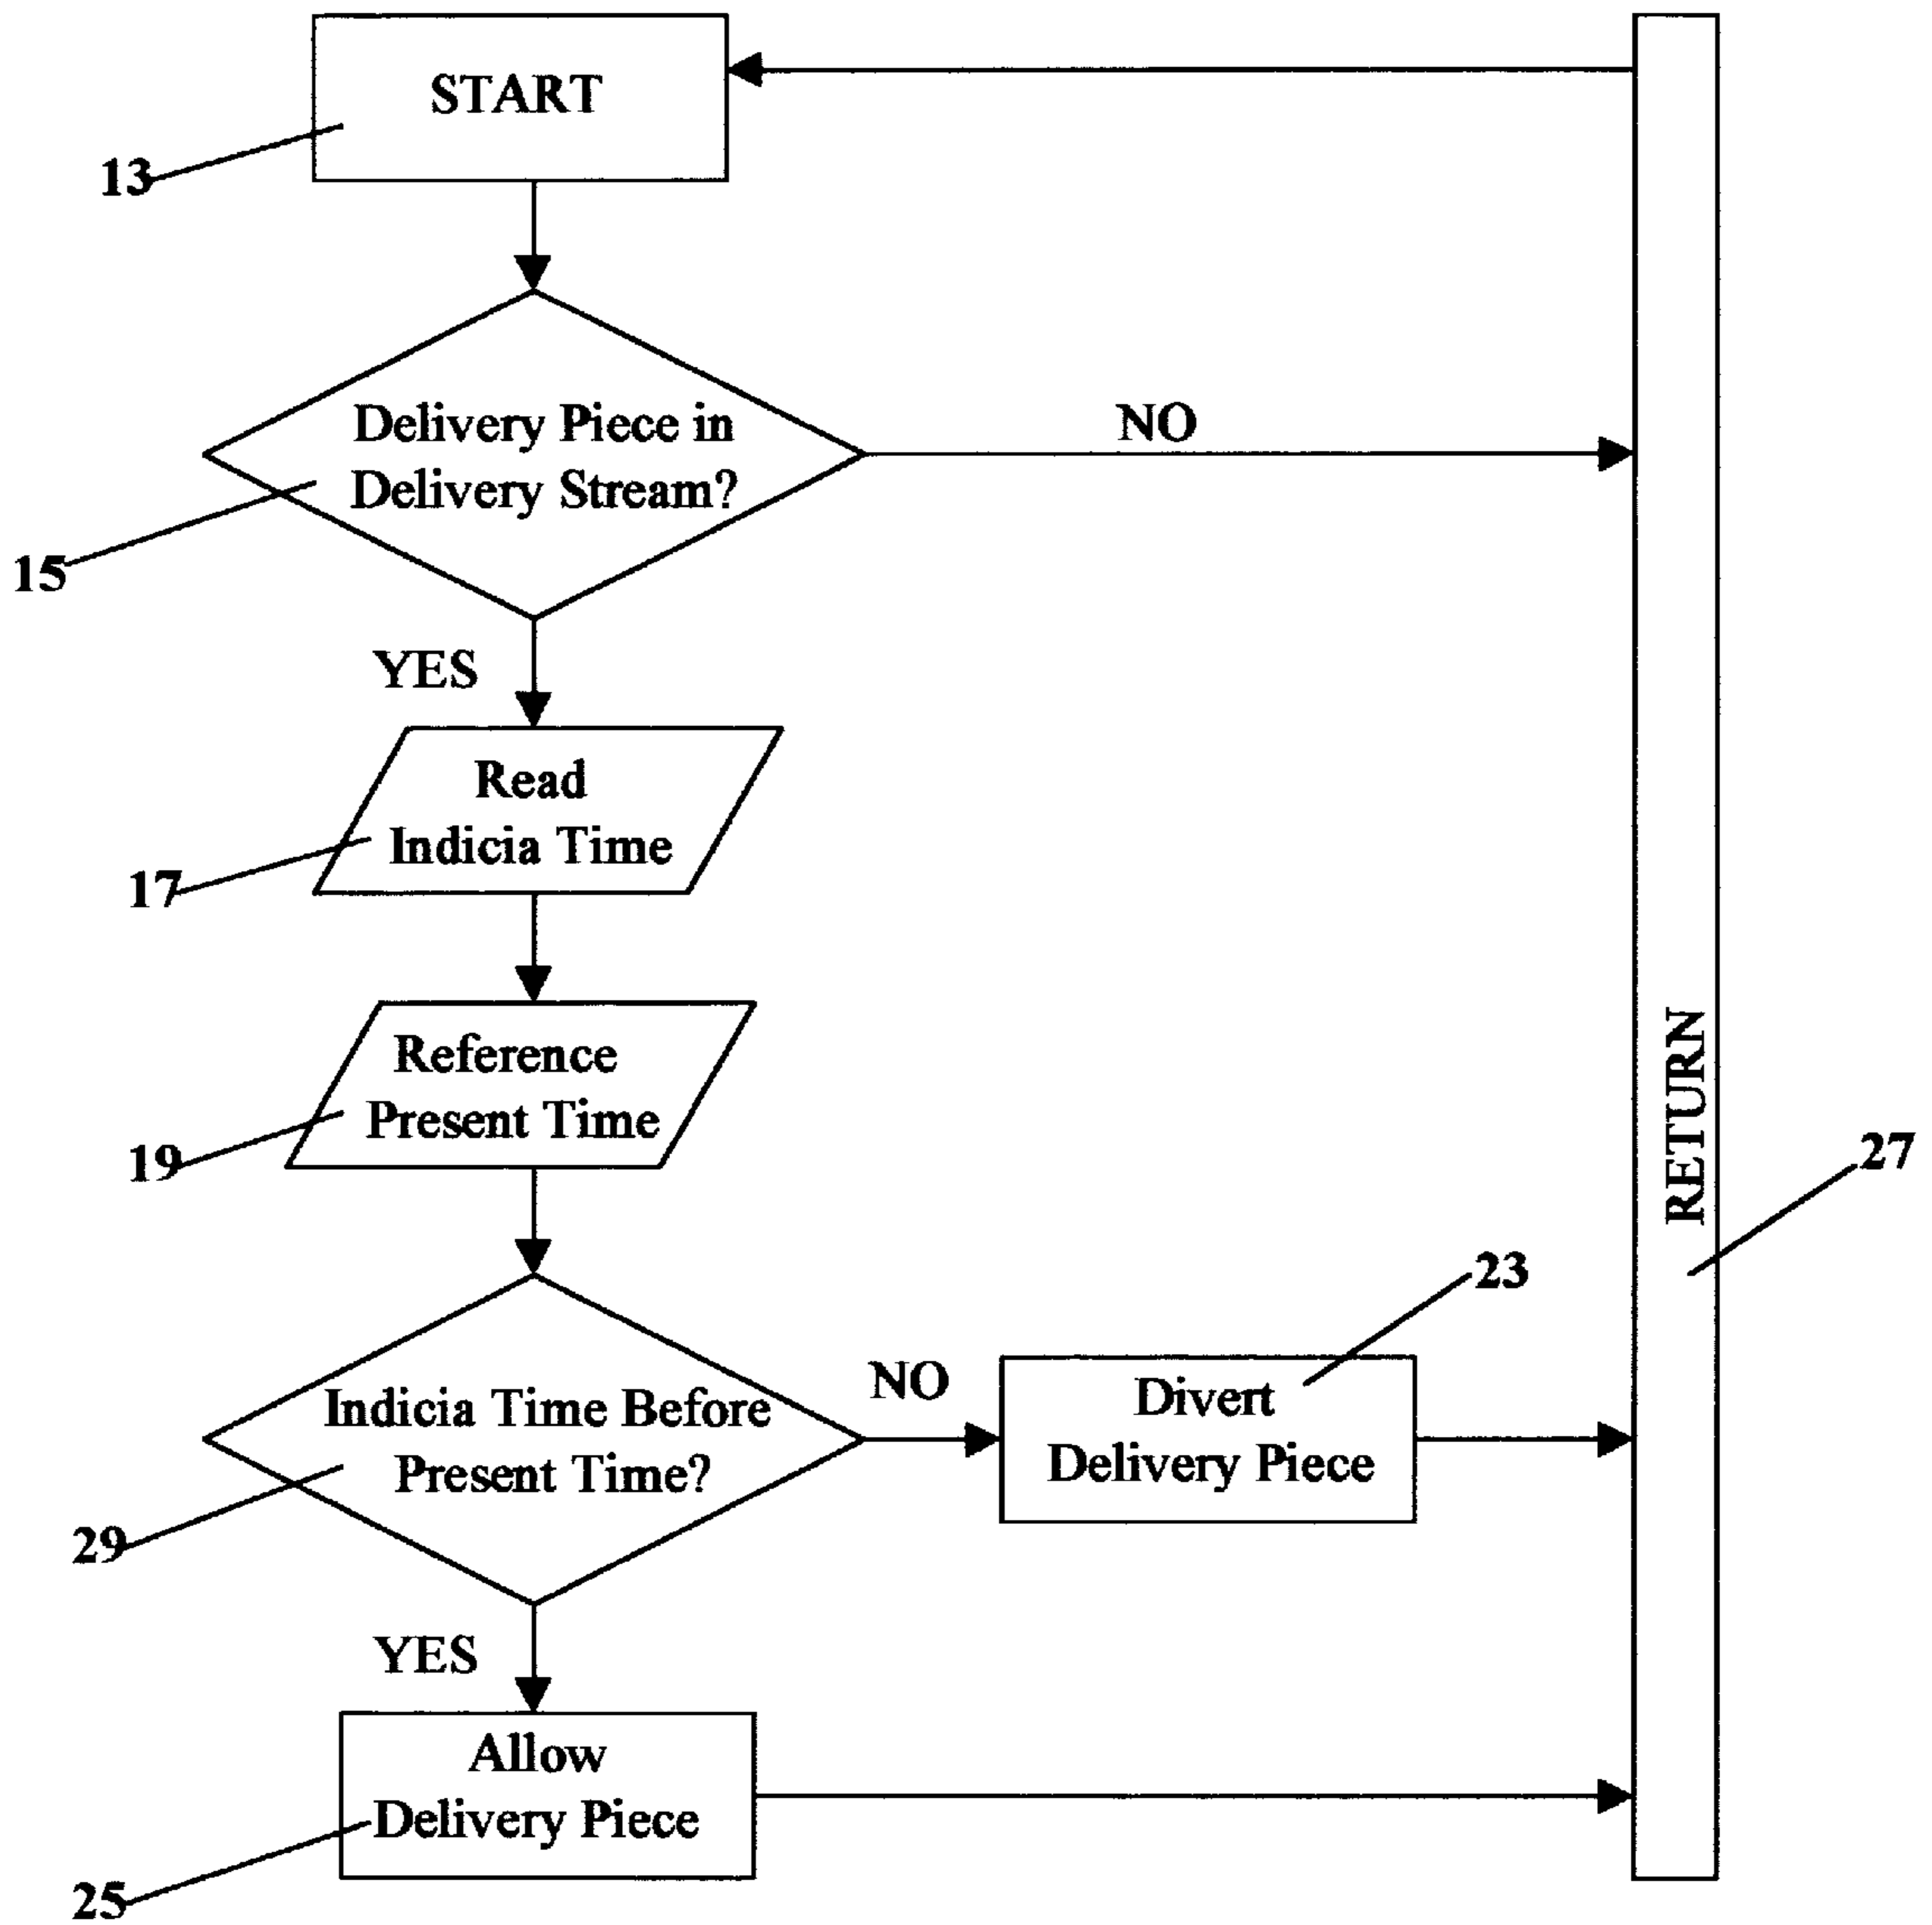 START
13
Delivery Piece in
Delivery Stream?
NO
15
YES
Read
Indicia Time
17
Reference
Present Time
19
RETURN
27
23
Indicia Time Before
Present Time?
NO
Divert
Delivery Piece
29
YES
Allow
Delivery Piece
25